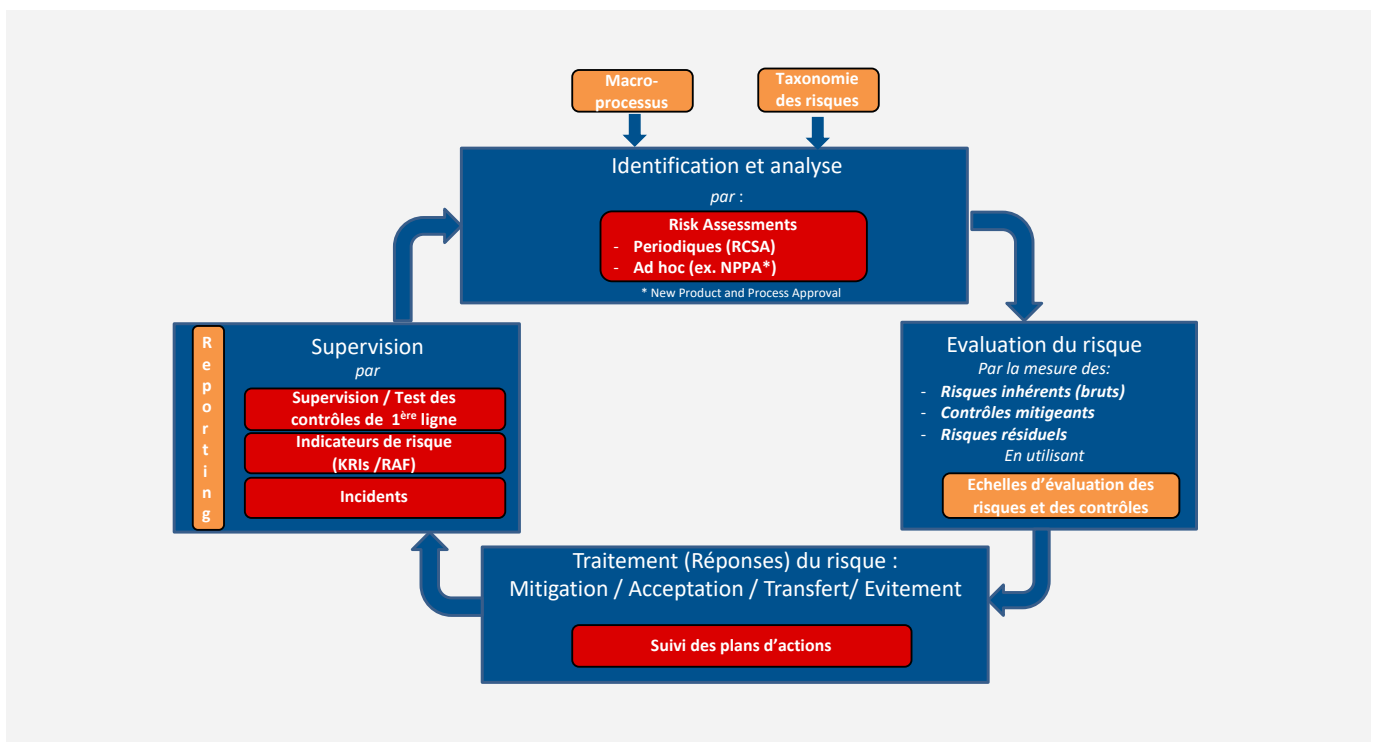 Macro-
processus
Taxonomie
des risques
Identification et analyse
par :
Risk Assessments
- Periodiques (RCSA)
- Ad hoc (ex. NPPA*)
* New Product and Process Approval
Reporting
Supervision
par
Supervision / Test des
contrôles de 1ère ligne
Indicateurs de risque
(KRIs /RAF)
Incidents
Evaluation du risque
Par la mesure des:
- Risques inhérents (bruts)
- Contrôles mitigeants
- Risques résiduels
En utilisant
Echelles d’évaluation des
risques et des contrôles
Traitement (Réponses) du risque :
Mitigation / Acceptation / Transfert/ Evitement
Suivi des plans d’actions